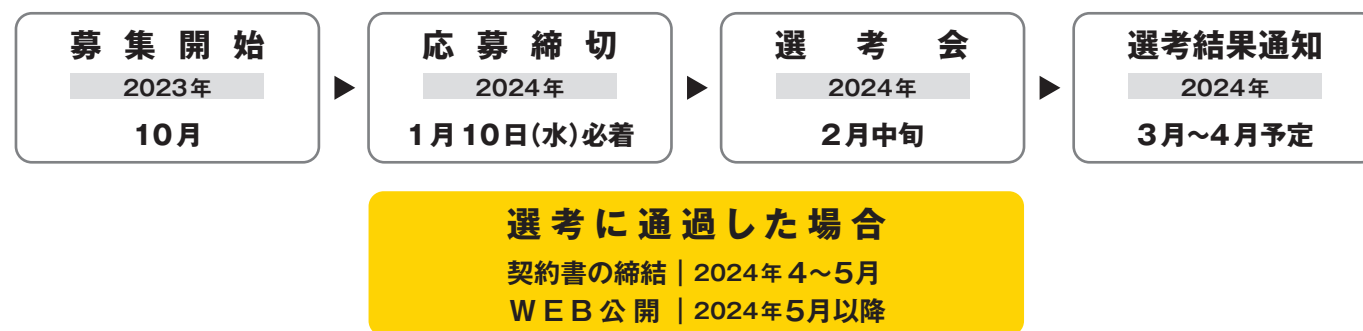 募集開始
2023年
10月
応募締切
2024年
1月10日(水)必着
選考会
2024年
2月中旬
選考結果通知
2024年
3月〜4月予定
選考に通過した場合
契約書の締結｜2024年4〜5月
WEB公開｜2024年5月以降